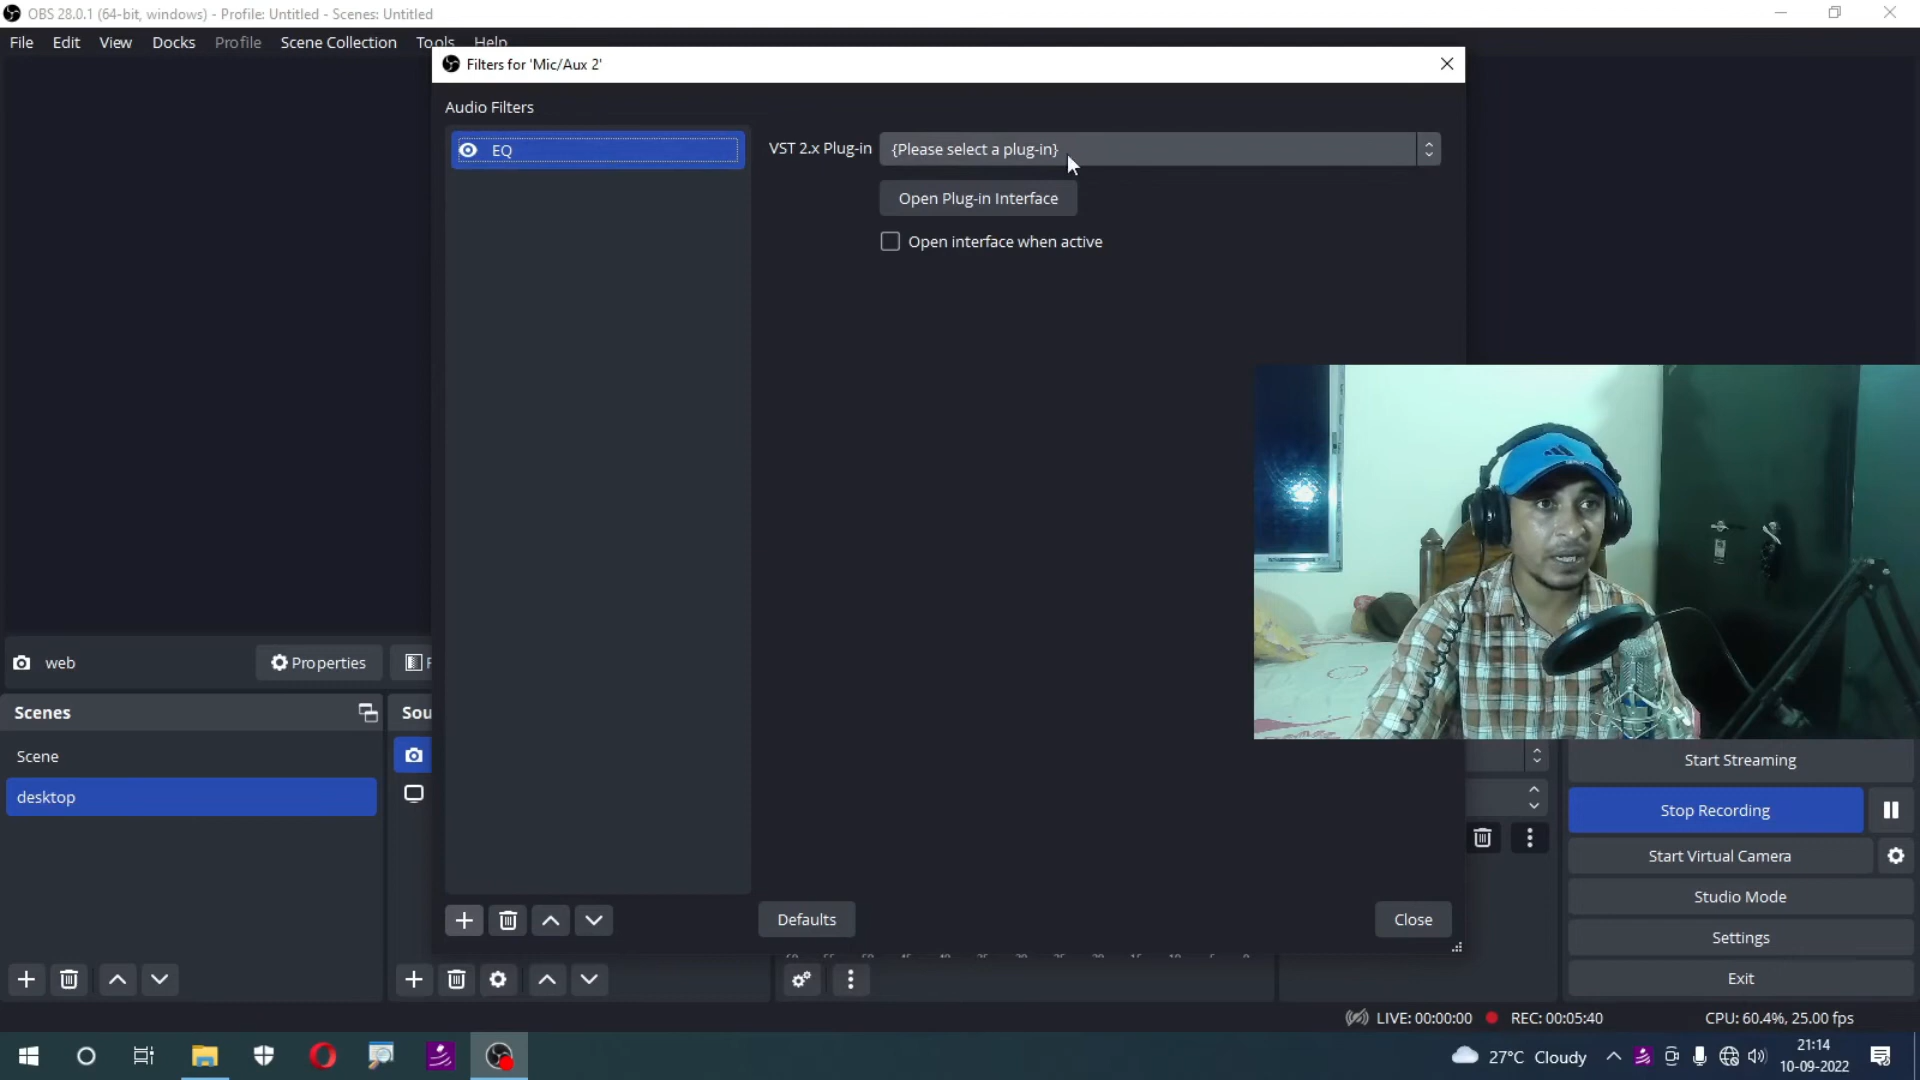 OBS 28.0.1 (64-bit, windows) - Profile: Untitled - Scenes: Untitled
File Edit View Docks Profile Scene Collection Tools Help
Filters for 'Mic/Aux 2'
Audio Filters
EQ
VST 2.x Plug-in {Please select a plug-in}
Open Plug-in Interface
Open interface when active
web Properties F
Scenes Sou
Scene
desktop
Start Streaming
Stop Recording
Start Virtual Camera
Studio Mode
Settings
Exit
Defaults Close
LIVE: 00:00:00 REC: 00:05:40 CPU: 60.4%, 25.00 fps
27°C Cloudy
21:14
10-09-2022